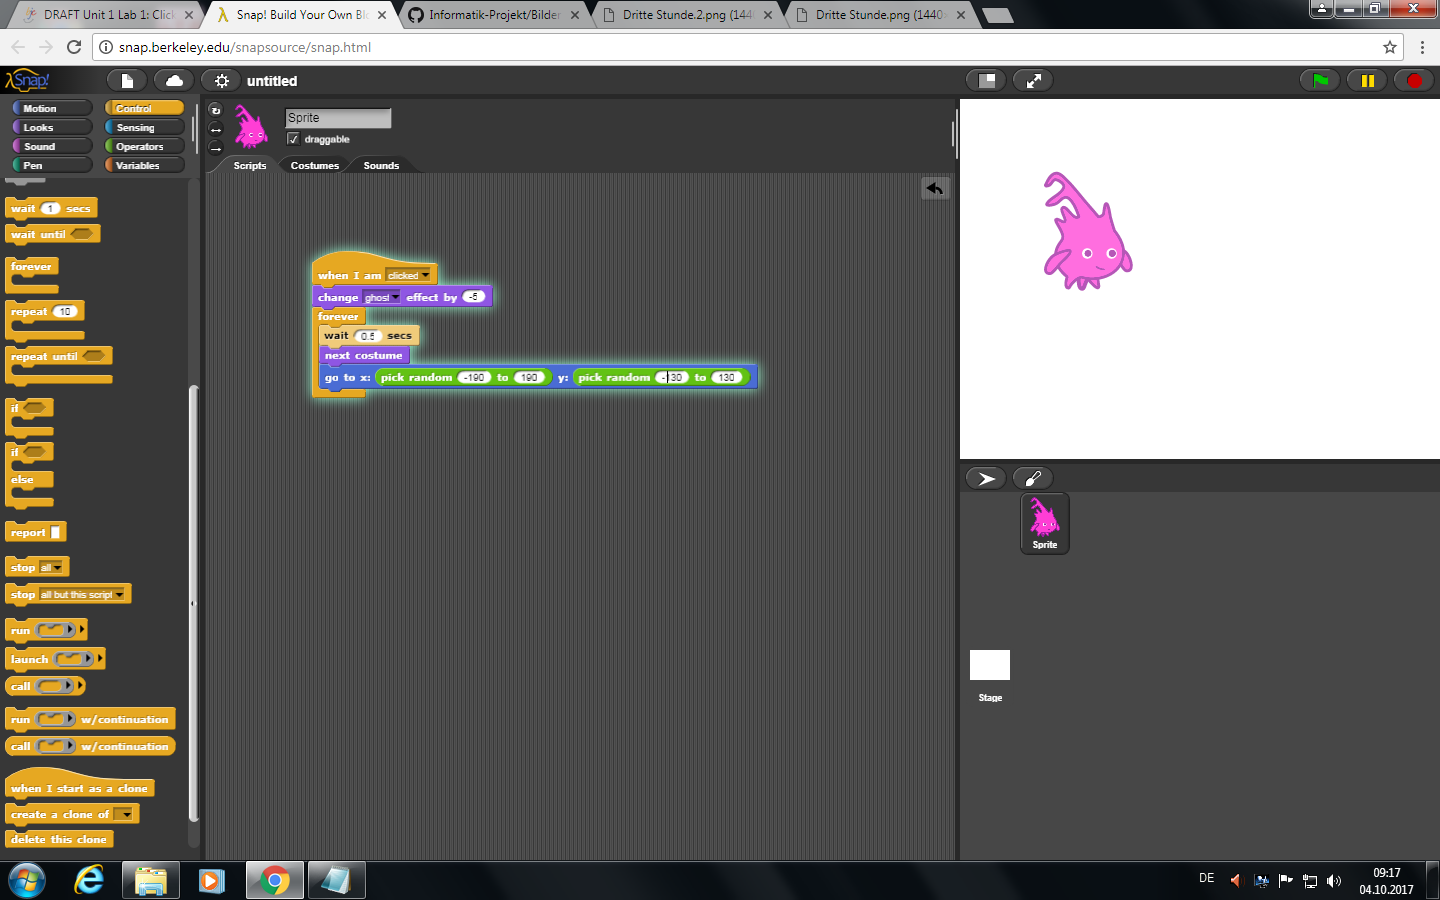 DRAFT Unit 1 Lab 1: Click
Snap! Build Your Own Blo
Informatik-Projekt/Bilder
Dritte Stunde.2.png (144
Dritte Stunde.png (1440
snap.berkeley.edu/snapsource/snap.html
Snap!
untitled
Motion
Control
Looks
Sensing
Sound
Operators
Pen
Variables
Sprite
draggable
Scripts
Costumes
Sounds
wait 1 secs
wait until
forever
repeat 10
repeat until
if
if
else
report
stop all
stop all but this script
run
launch
call
run w/continuation
call w/continuation
when I start as a clone
create a clone of
delete this clone
when I am clicked
change ghost effect by -5
forever
wait 0.5 secs
next costume
go to x: pick random -190 to 190 y: pick random -130 to 130
Sprite
Stage
DE
09:17
04.10.2017